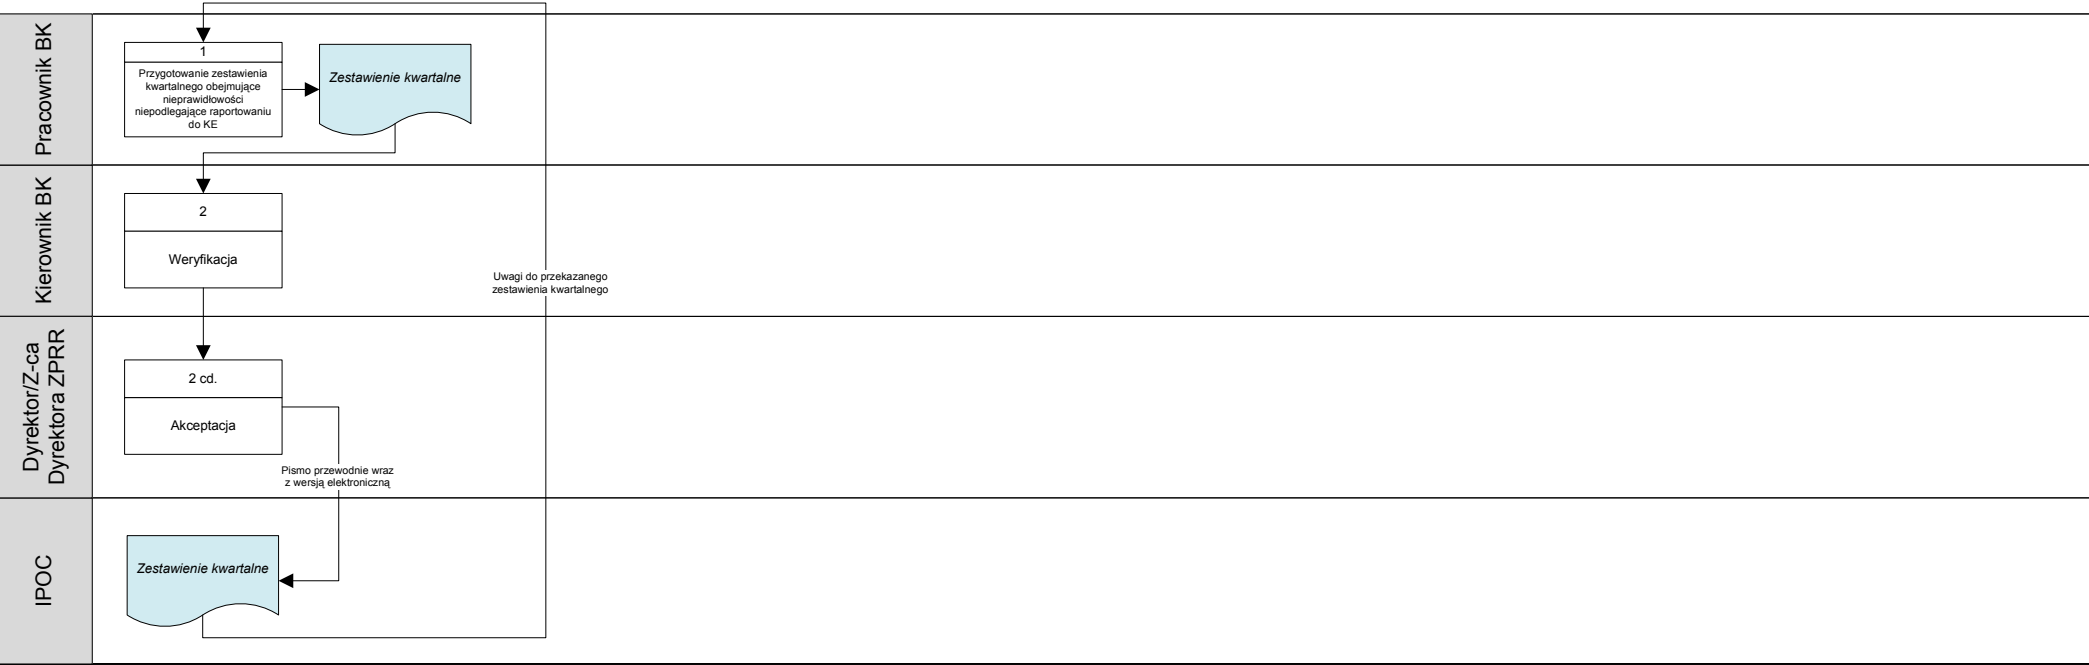 Pracownik BK
1
Przygotowanie zestawienia
kwartalnego obejmujące
nieprawidłowości
niepodlegające raportowaniu
do KE
Zestawienie kwartalne
Kierownik BK
2
Weryfikacja
Uwagi do przekazanego
zestawienia kwartalnego
Dyrektor/Z-ca
Dyrektora ZPRR
2 cd.
Akceptacja
Pismo przewodnie wraz
z wersją elektroniczną
IPOC
Zestawienie kwartalne